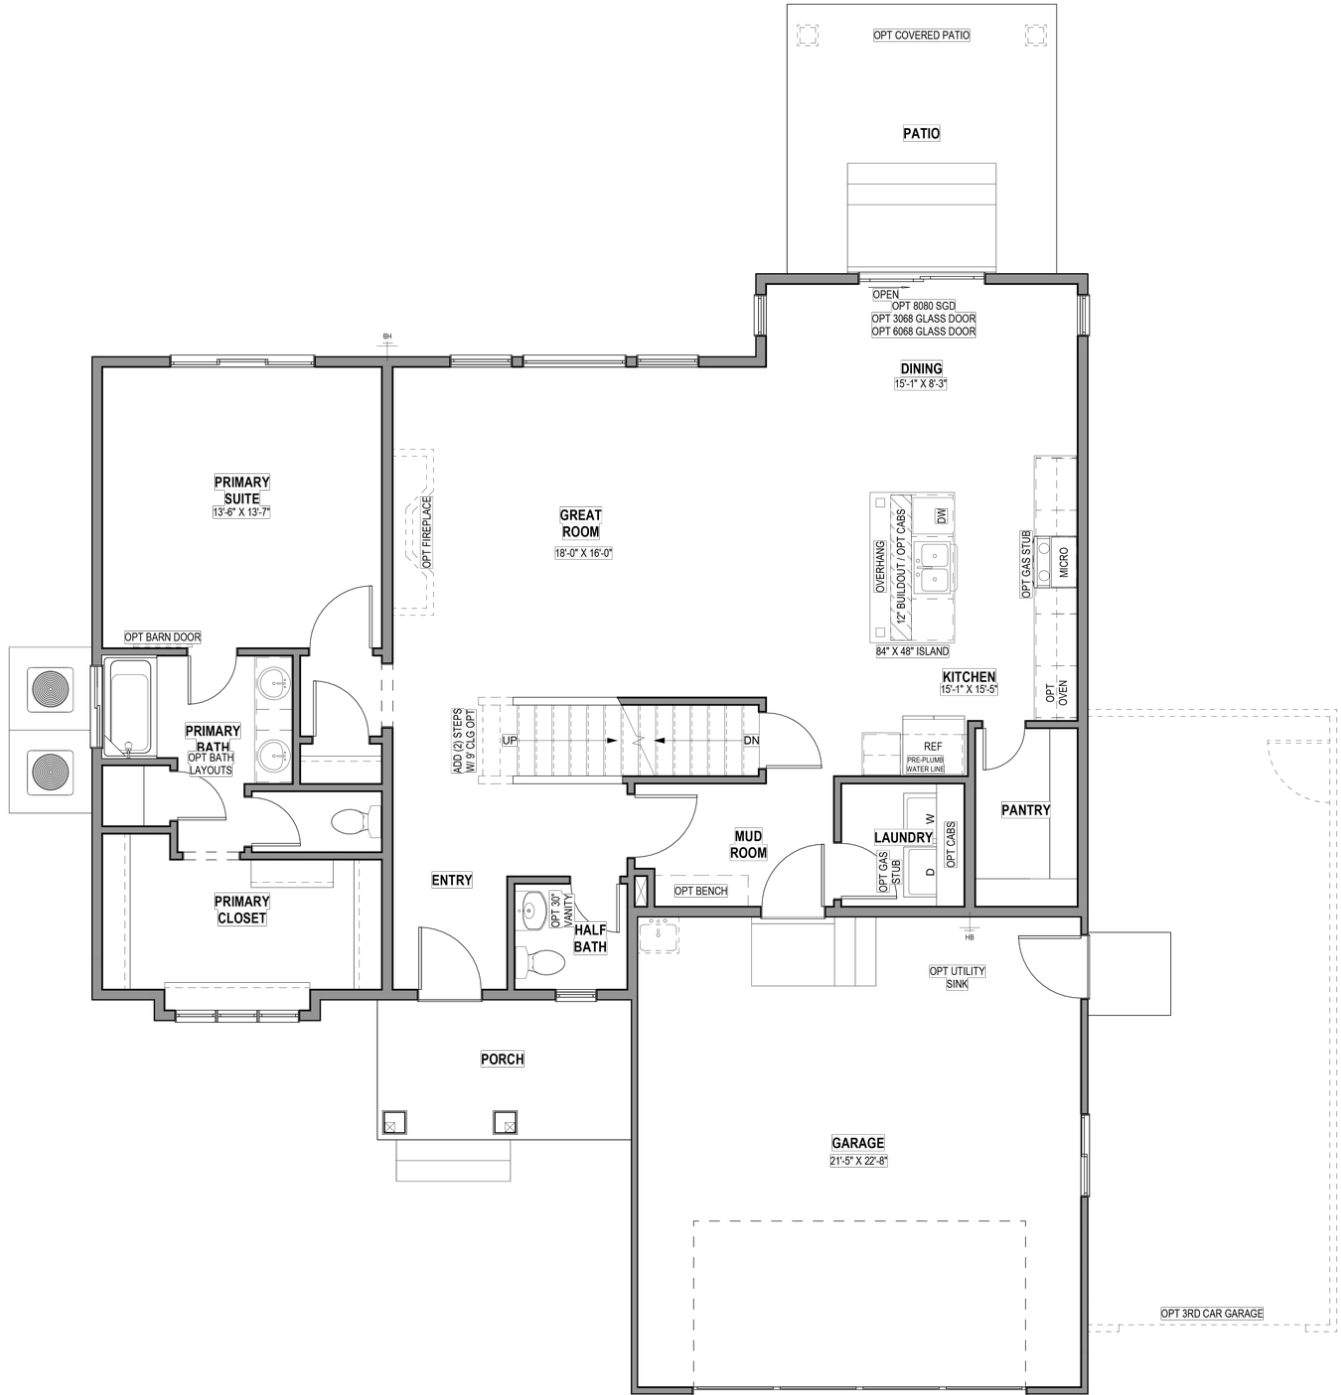 OPT COVERED PATIO
PATIO
OPEN
OPT 8080 SGD
OPT 3068 GLASS DOOR
OPT 6068 GLASS DOOR
HB
DINING
15'-1" X 8'-3"
PRIMARY
SUITE
13'-6" X 13'-7"
OPT FIREPLACE
GREAT
ROOM
18'-0" X 16'-0"
OVERHANG
12" BUILDOUT / OPT CABS
DW
OPT GAS STUB
MICRO
84" X 48" ISLAND
KITCHEN
15'-1" X 15'-5"
OPT
OVEN
OPT BARN DOOR
PRIMARY
BATH
OPT BATH
LAYOUTS
ADD (2) STEPS
W/ 9' CLG OPT
UP
DN
REF
PRE-PLUMB
WATER LINE
PANTRY
MUD
ROOM
LAUNDRY
W
D
OPT GAS
STUB
OPT CABS
ENTRY
OPT BENCH
PRIMARY
CLOSET
OPT 30"
VANITY
HALF
BATH
HB
OPT UTILITY
SINK
PORCH
GARAGE
21'-5" X 22'-8"
OPT 3RD CAR GARAGE